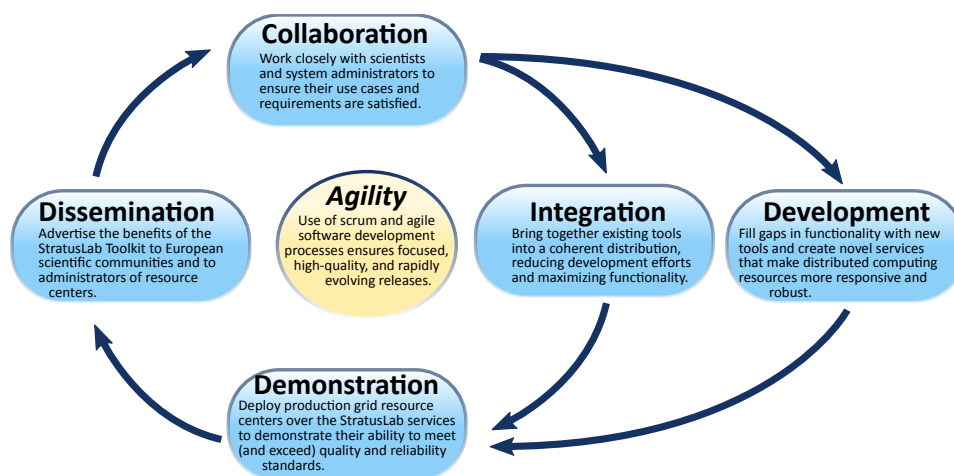 Collaboration
Work closely with scientists
and system administrators to
ensure their use cases and
requirements are satisfied.
Dissemination
Advertise the benefits of the
StratusLab Toolkit to European
scientific communities and to
administrators of resource
centers.
Agility
Use of scrum and agile
software development
processes ensures focused,
high-quality, and rapidly
evolving releases.
Integration
Bring together existing tools
into a coherent distribution,
reducing development efforts
and maximizing functionality.
Development
Fill gaps in functionality with new
tools and create novel services
that make distributed computing
resources more responsive and
robust.
Demonstration
Deploy production grid resource
centers over the StratusLab services
to demonstrate their ability to meet
(and exceed) quality and reliability
standards.